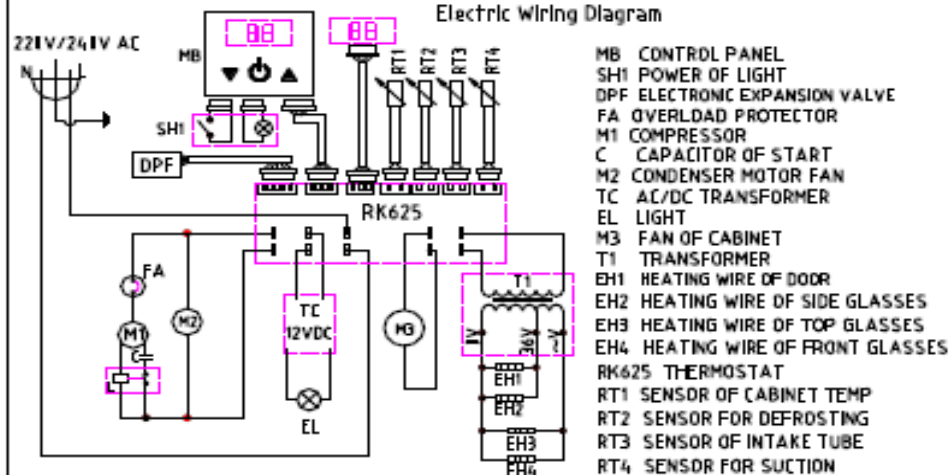 Electric Wiring Diagram
220V/240V AC
N
MB
88
88
RT1
RT2
RT3
RT4
SH1
DPF
RK625
FA
M1
C
L
M2
TC
12VDC
EL
M3
T1
36V
EH1
EH2
EH3
EH4
MB CONTROL PANEL
SH1 POWER OF LIGHT
DPF ELECTRONIC EXPANSION VALVE
FA OVERLOAD PROTECTOR
M1 COMPRESSOR
C CAPACITOR OF START
M2 CONDENSER MOTOR FAN
TC AC/DC TRANSFORMER
EL LIGHT
M3 FAN OF CABINET
T1 TRANSFORMER
EH1 HEATING WIRE OF DOOR
EH2 HEATING WIRE OF SIDE GLASSES
EH3 HEATING WIRE OF TOP GLASSES
EH4 HEATING WIRE OF FRONT GLASSES
RK625 THERMOSTAT
RT1 SENSOR OF CABINET TEMP
RT2 SENSOR FOR DEFROSTING
RT3 SENSOR OF INTAKE TUBE
RT4 SENSOR FOR SUCTION